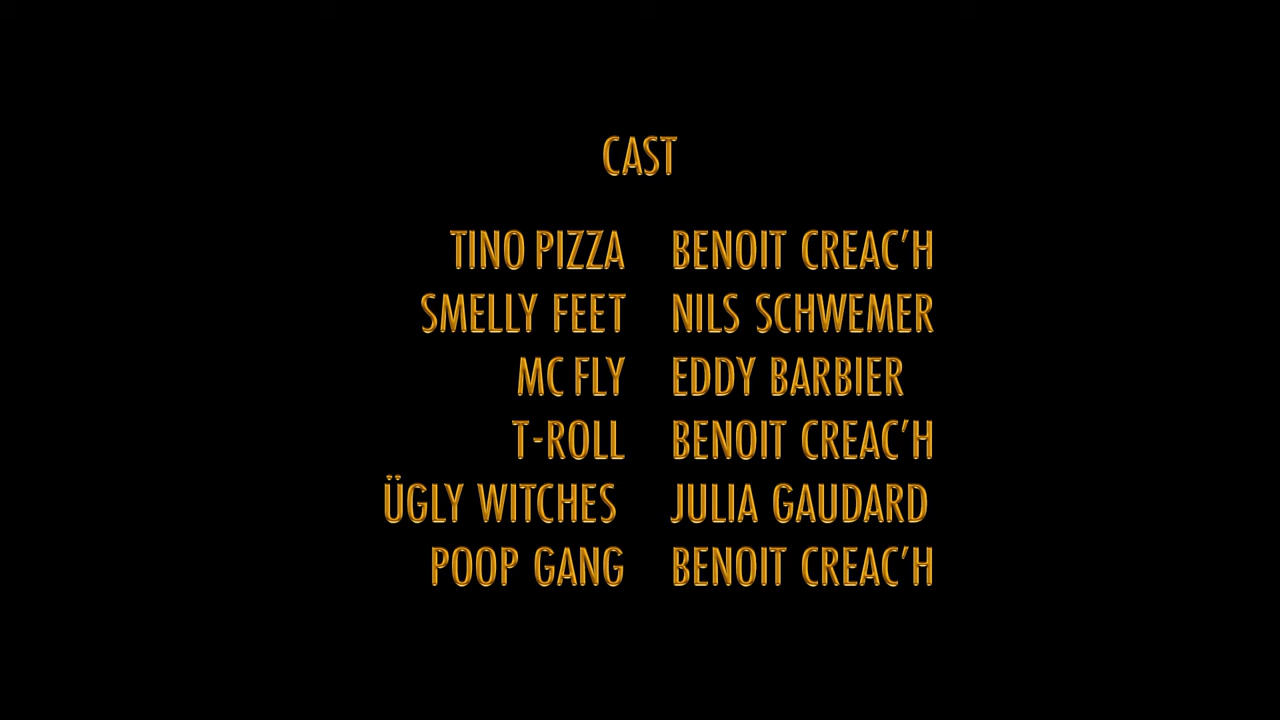 CAST
TINO PIZZA BENOIT CREAC’H
SMELLY FEET NILS SCHWEMER
MC FLY EDDY BARBIER
T-ROLL BENOIT CREAC’H
ÜGLY WITCHES JULIA GAUDARD
POOP GANG BENOIT CREAC’H